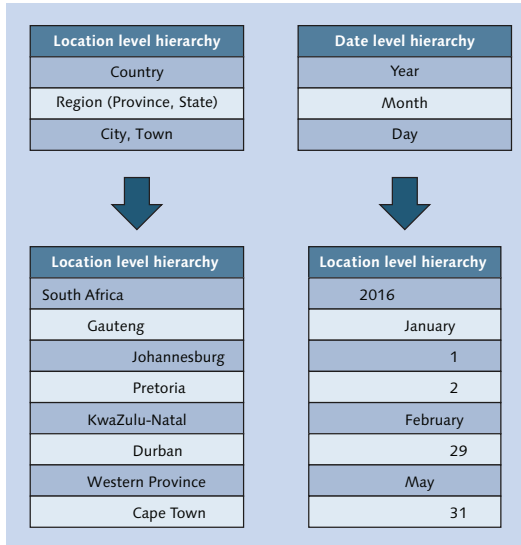 Location level hierarchy
Country
Region (Province, State)
City, Town
Date level hierarchy
Year
Month
Day
Location level hierarchy
South Africa
Gauteng
Johannesburg
Pretoria
KwaZulu-Natal
Durban
Western Province
Cape Town
Location level hierarchy
2016
January
1
2
February
29
May
31